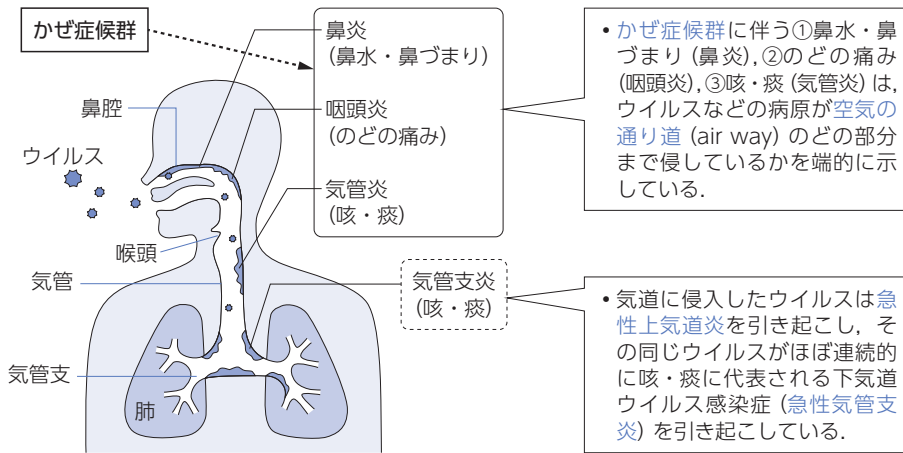 かぜ症候群
鼻炎
(鼻水・鼻づまり)
咽頭炎
(のどの痛み)
気管炎
(咳・痰)
鼻腔
ウイルス
喉頭
気管
気管支
肺
気管支炎
(咳・痰)
• かぜ症候群に伴う①鼻水・鼻
づまり (鼻炎), ②のどの痛み
(咽頭炎), ③咳・痰 (気管炎) は,
ウイルスなどの病原が空気の
通り道 (air way) のどの部分
まで侵しているかを端的に示
している.
• 気道に侵入したウイルスは急
性上気道炎を引き起こし, そ
の同じウイルスがほぼ連続的
に咳・痰に代表される下気道
ウイルス感染症 (急性気管支
炎) を引き起こしている.